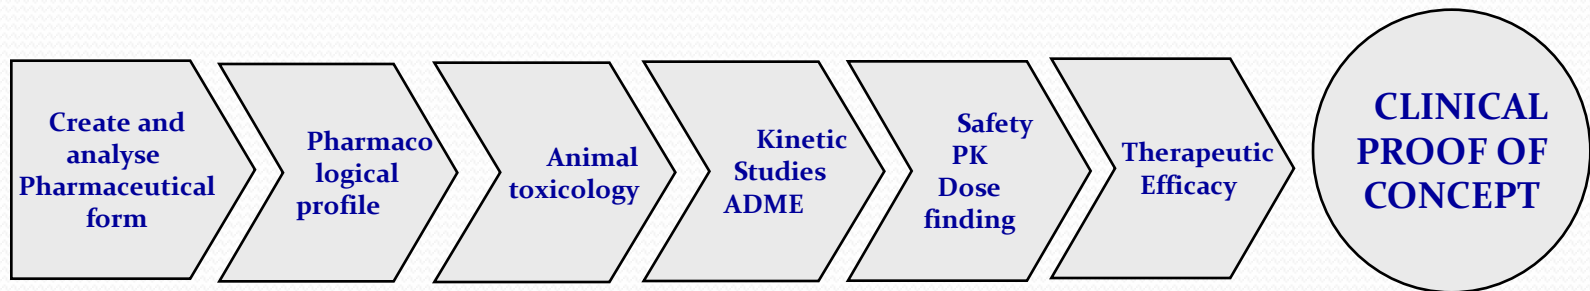 Create and
analyse
Pharmaceutical
form
Pharmaco
logical
profile
Animal
toxicology
Kinetic
Studies
ADME
Safety
PK
Dose
finding
Therapeutic
Efficacy
CLINICAL
PROOF OF
CONCEPT